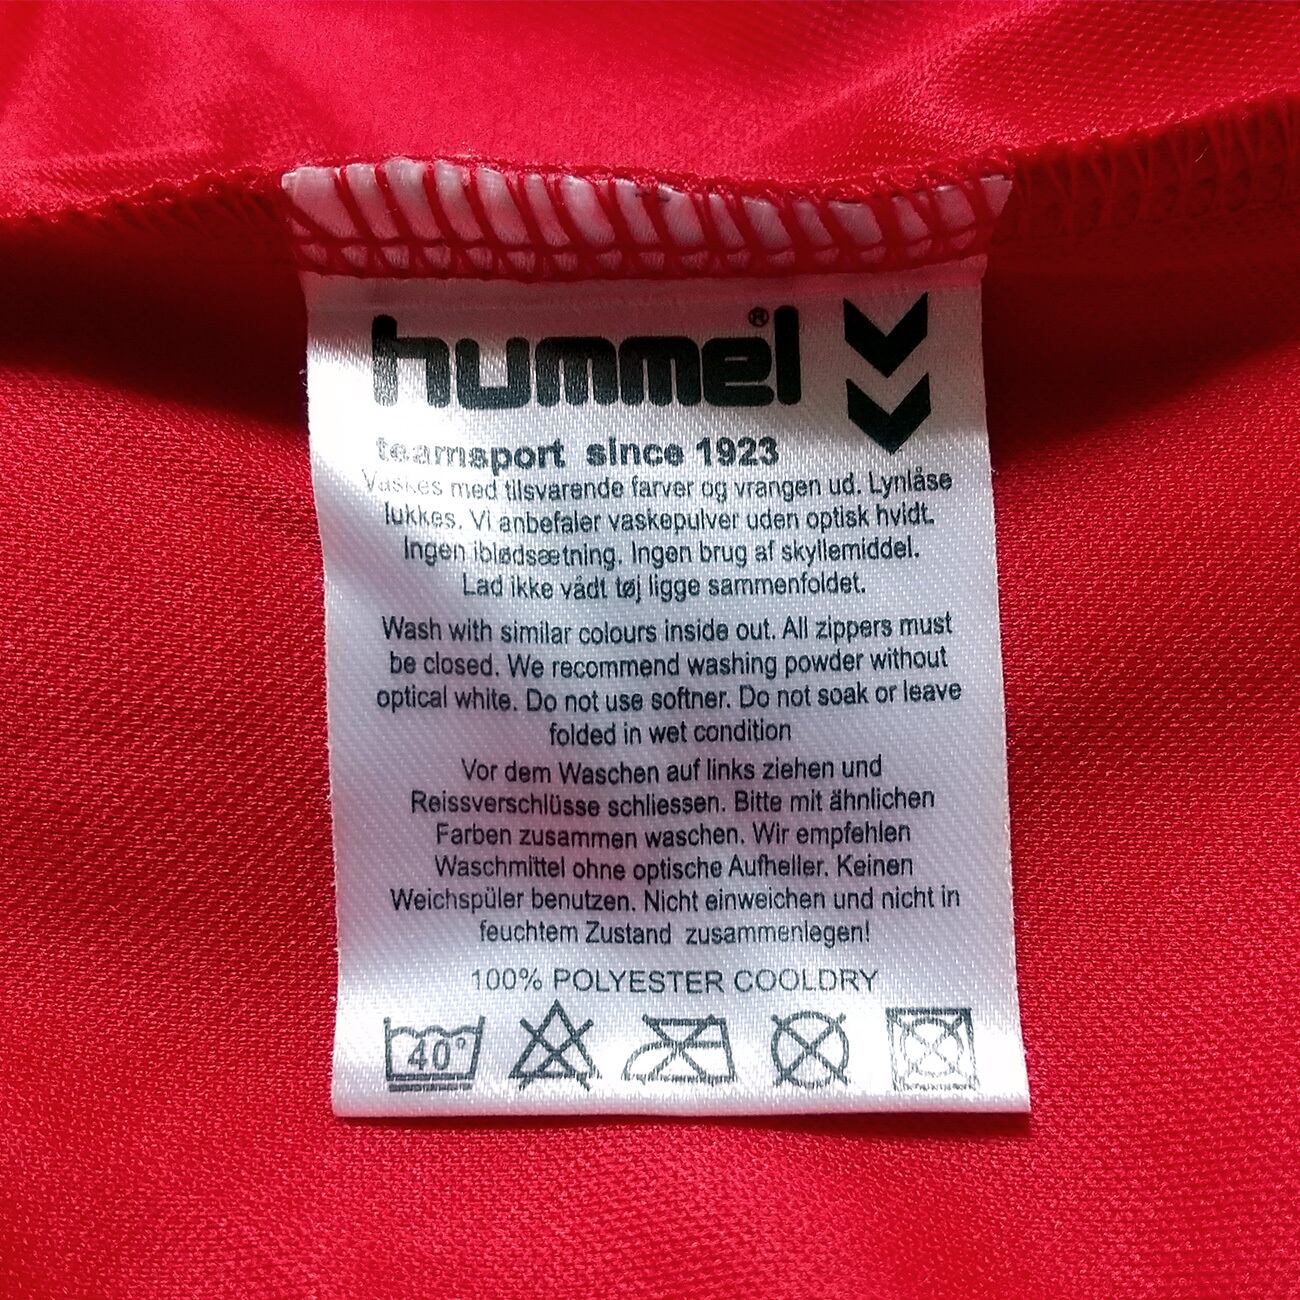 hummel®
teamsport since 1923
Vaskes med tilsvarende farver og vrangen ud. Lynlåse
lukkes. Vi anbefaler vaskepulver uden optisk hvidt.
Ingen iblødsætning. Ingen brug af skyllemiddel.
Lad ikke vådt tøj ligge sammenfoldet.
Wash with similar colours inside out. All zippers must
be closed. We recommend washing powder without
optical white. Do not use softner. Do not soak or leave
folded in wet condition
Vor dem Waschen auf links ziehen und
Reissverschlüsse schliessen. Bitte mit ähnlichen
Farben zusammen waschen. Wir empfehlen
Waschmittel ohne optische Aufheller. Keinen
Weichspüler benutzen. Nicht einweichen und nicht in
feuchtem Zustand zusammenlegen!
100% POLYESTER COOLDRY
40°